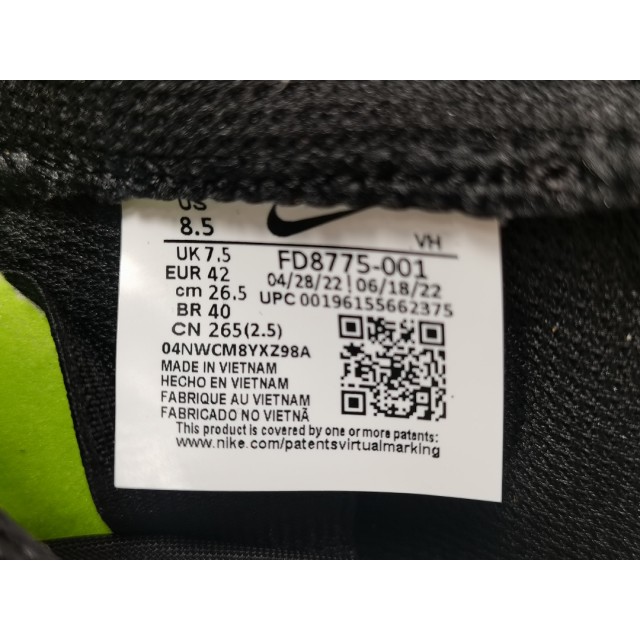 US
8.5
VH
UK 7.5
FD8775-001
EUR 42
04/28/22 | 06/18/22
cm 26.5
UPC 00196155662375
BR 40
CN 265(2.5)
04NWCM8YXZ98A
MADE IN VIETNAM
HECHO EN VIETNAM
FABRIQUE AU VIETNAM
FABRICADO NO VIETNÃ
This product is covered by one or more patents:
www.nike.com/patentsvirtualmarking